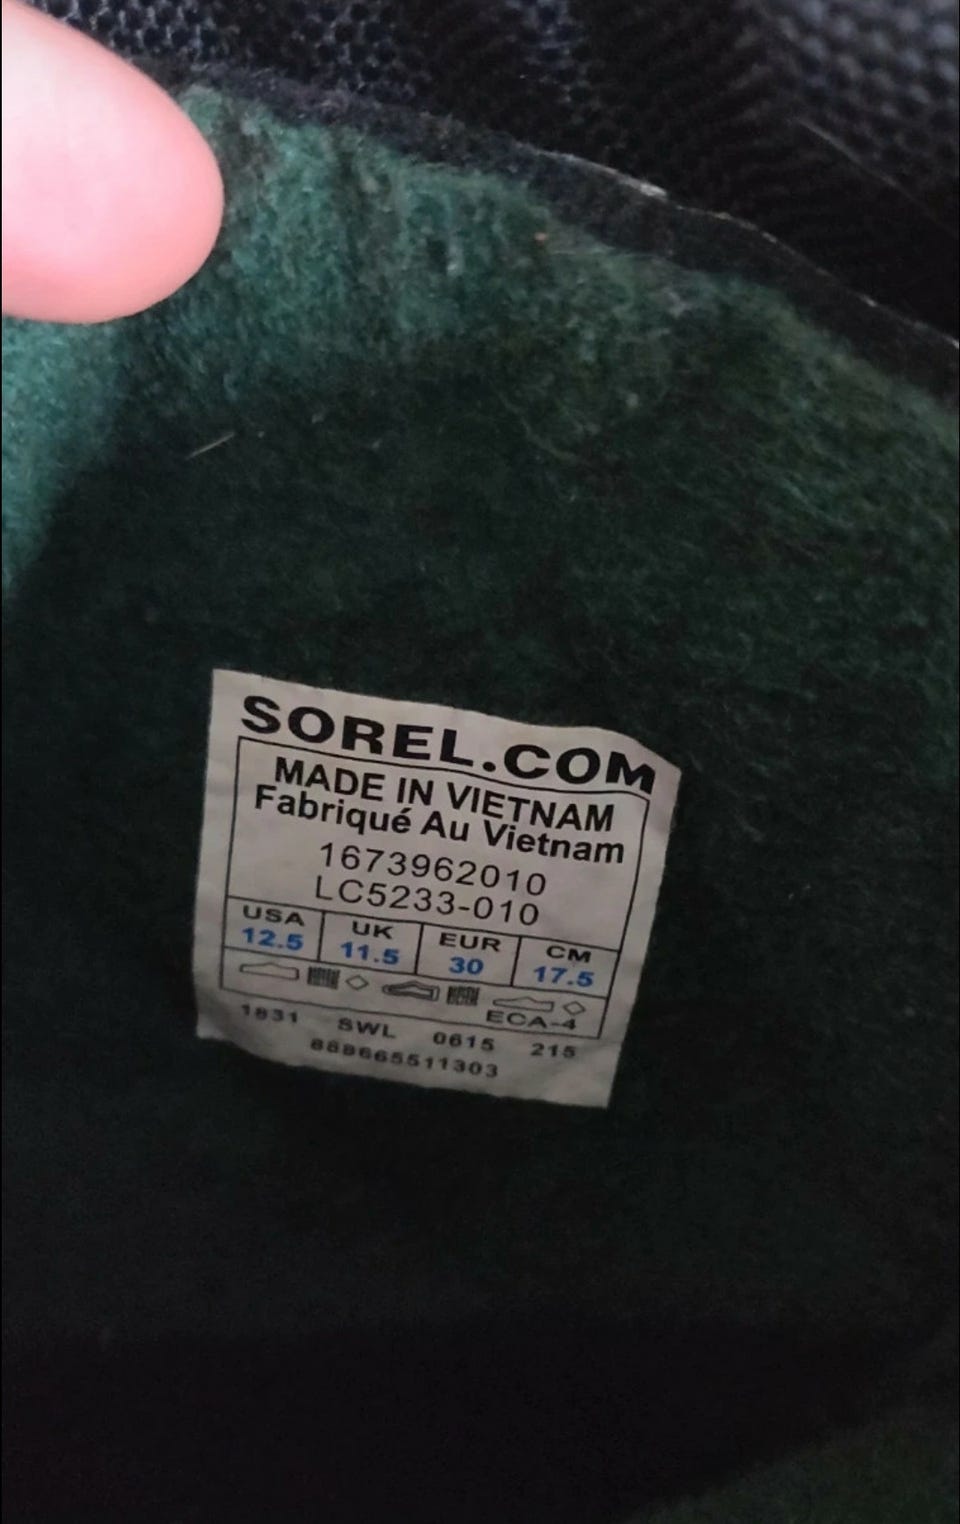 SOREL.COM
MADE IN VIETNAM
Fabriqué Au Vietnam
1673962010
LC5233-010
USA UK EUR CM
12.5 11.5 30 17.5
ECA-4
1831 SWL 0615 215
888665511303